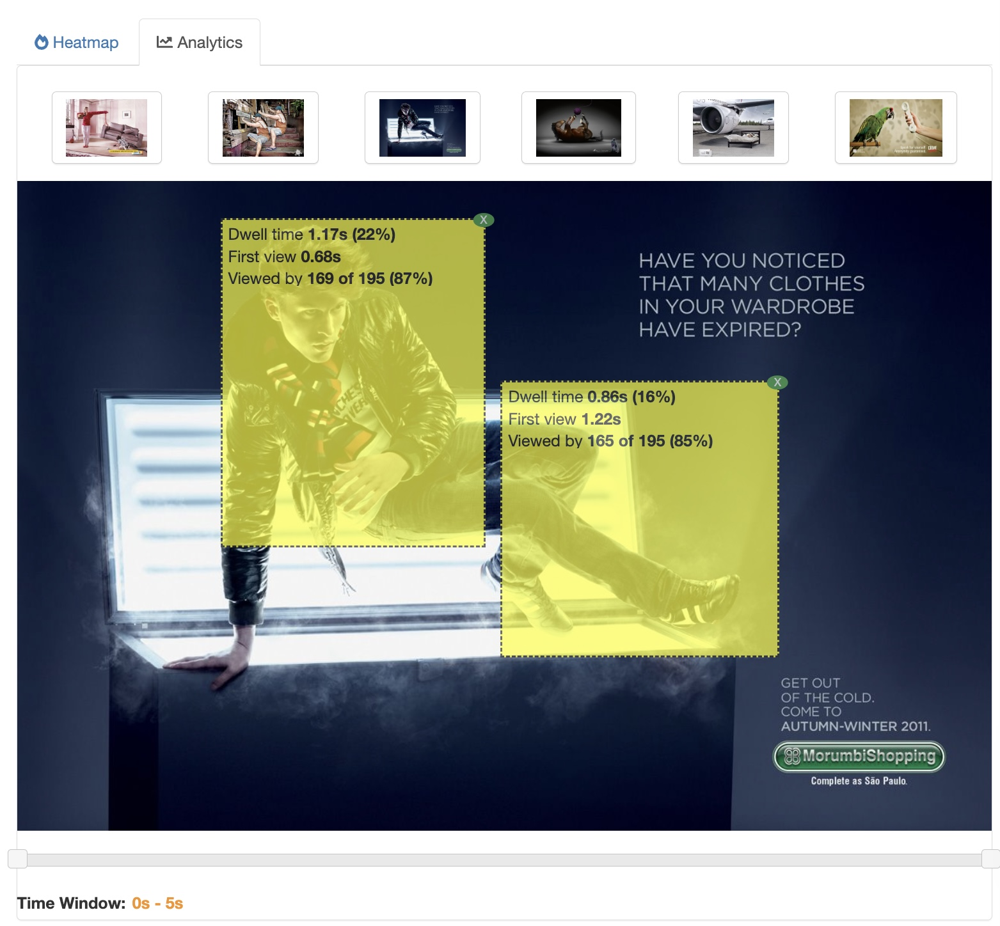 Heatmap
Analytics
Dwell time 1.17s (22%)
First view 0.68s
Viewed by 169 of 195 (87%)
X
HAVE YOU NOTICED
THAT MANY CLOTHES
IN YOUR WARDROBE
HAVE EXPIRED?
Dwell time 0.86s (16%)
First view 1.22s
Viewed by 165 of 195 (85%)
X
GET OUT
OF THE COLD.
COME TO
AUTUMN-WINTER 2011.
MorumbiShopping
Complete as São Paulo.
Time Window: 0s - 5s